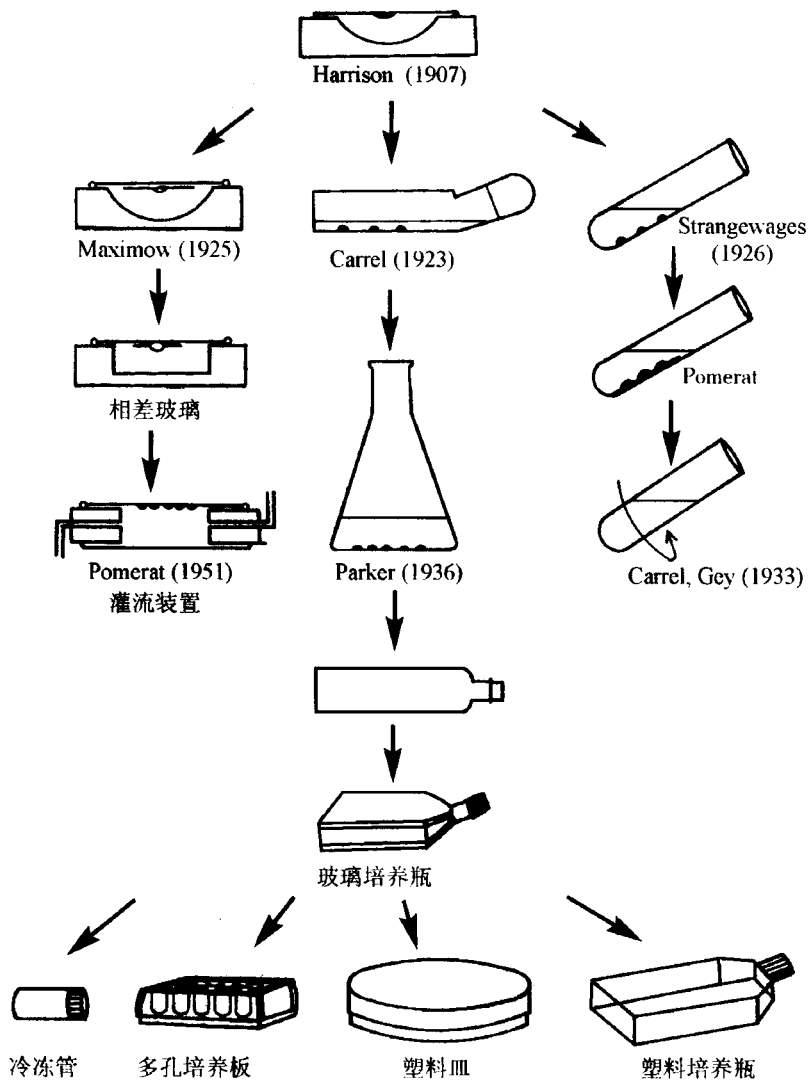 Harrison (1907)
Maximow (1925)
Carrel (1923)
Strangewages
(1926)
相差玻璃
Pomerat
Pomerat (1951)
灌流装置
Parker (1936)
Carrel, Gey (1933)
玻璃培养瓶
冷冻管
多孔培养板
塑料皿
塑料培养瓶